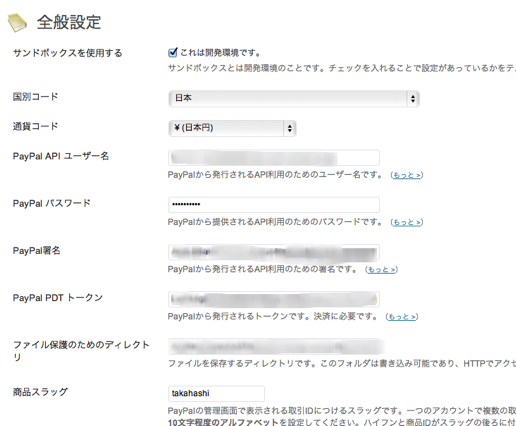 全般設定
サンドボックスを使用する
これは開発環境です。
サンドボックスとは開発環境のことです。チェックを入れることで設定があっているかをテス
国別コード
日本
通貨コード
¥ (日本円)
PayPal API ユーザー名
PayPalから発行されるAPI利用のためのユーザー名です。 (もっと >)
PayPal パスワード
••••••••••
PayPalから提供されるAPI利用のためのパスワードです。 (もっと >)
PayPal署名
PayPalから発行されるAPI利用のための署名です。 (もっと >)
PayPal PDT トークン
PayPalから発行されるトークンです。決済に必要です。 (もっと >)
ファイル保護のためのディレクト
リ
ファイルを保存するディレクトリです。このフォルダは書き込み可能であり、HTTPでアクセ
商品スラッグ
takahashi
PayPalの管理画面で表示される取引IDにつけるスラッグです。一つのアカウントで複数の取
10文字程度のアルファベットを設定してください。ハイフンと商品IDがスラッグの後ろに付